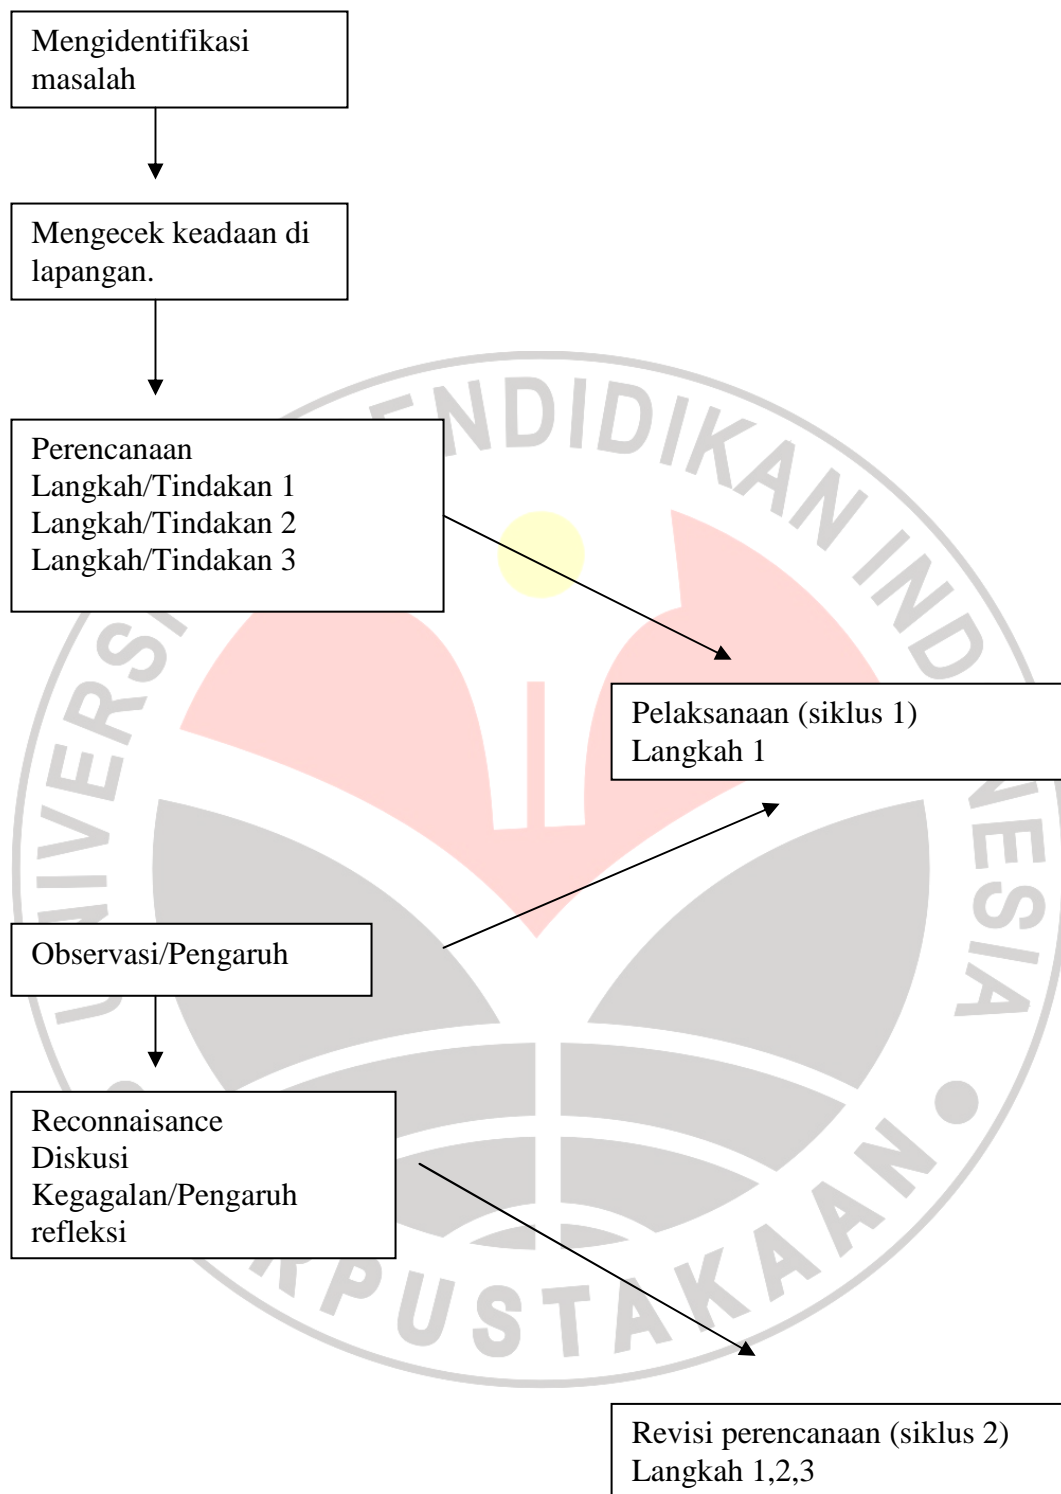 Mengidentifikasi
masalah
Mengecek keadaan di
lapangan.
Perencanaan
Langkah/Tindakan 1
Langkah/Tindakan 2
Langkah/Tindakan 3
Pelaksanaan (siklus 1)
Langkah 1
Observasi/Pengaruh
Reconnaisance
Diskusi
Kegagalan/Pengaruh
refleksi
Revisi perencanaan (siklus 2)
Langkah 1,2,3